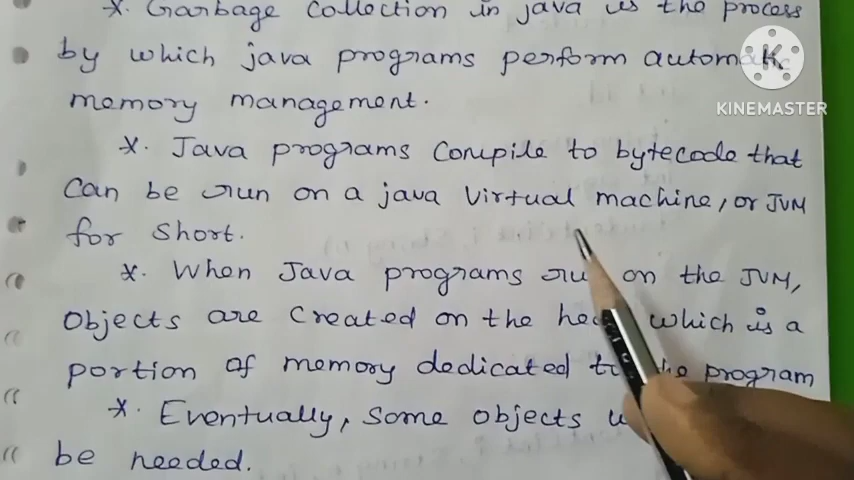 *. Garbage collection in java is the process
by which java programs perform automatic
memory management.
*. Java programs compile to bytecode that
can be run on a java virtual machine, or JVM
for short.
*. When Java programs run on the JVM,
Objects are created on the which is a
portion of memory dedicated to program
*. Eventually, some objects
be needed.
K
KINEMASTER